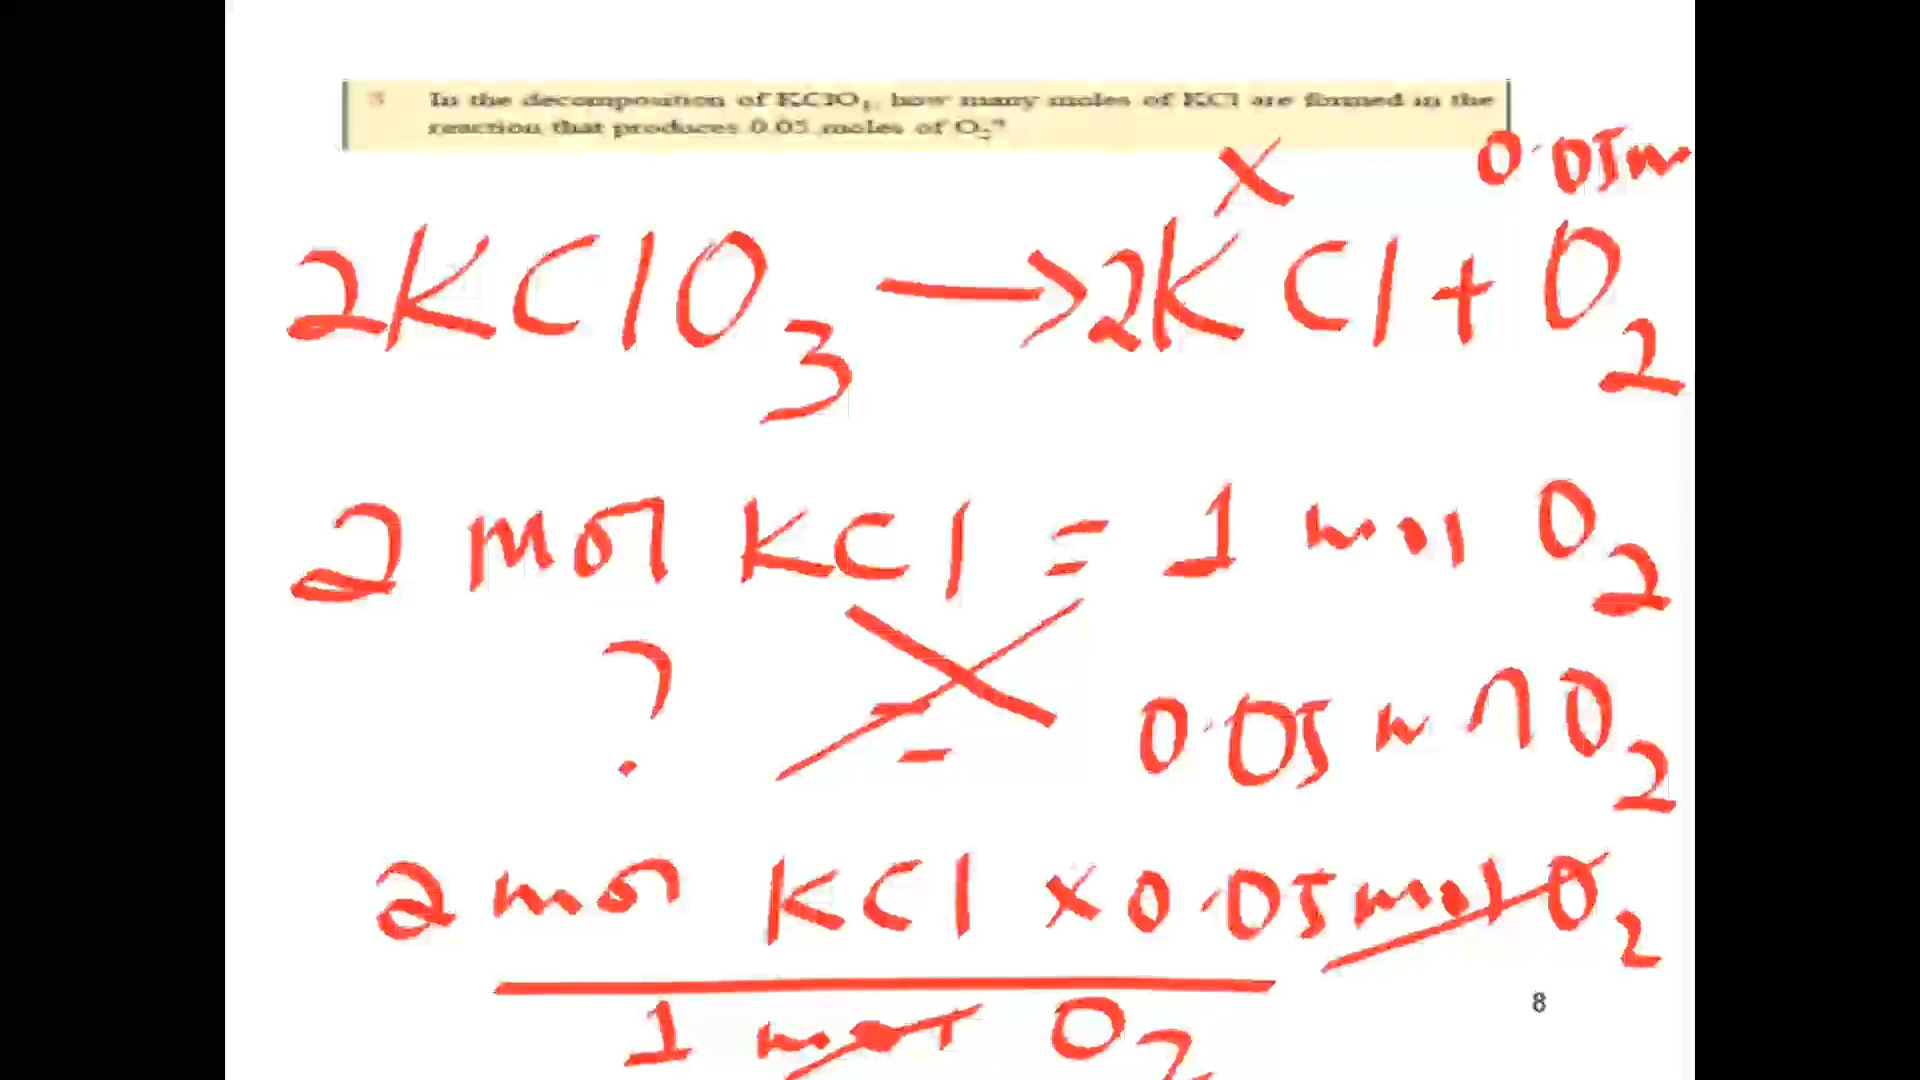 In the decomposition of KClO₃, how many moles of KCl are formed in the
reaction that produces 0.05 moles of O₂?
X 0.05m
2KClO₃ → 2KCl + O₂
2 mol KCl = 1 mol O₂
? = 0.05 m O₂
2 mol KCl × 0.05 mol O₂
1 mol O₂
8